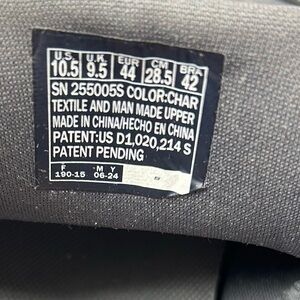 U.S. U.K. EUR CM BRA
10.5 9.5 44 28.5 42
SN 255005S COLOR:CHAR
TEXTILE AND MAN MADE UPPER
MADE IN CHINA/HECHO EN CHINA
PATENT:US D1,020,214 S
PATENT PENDING
F M Y
190-15 06-24